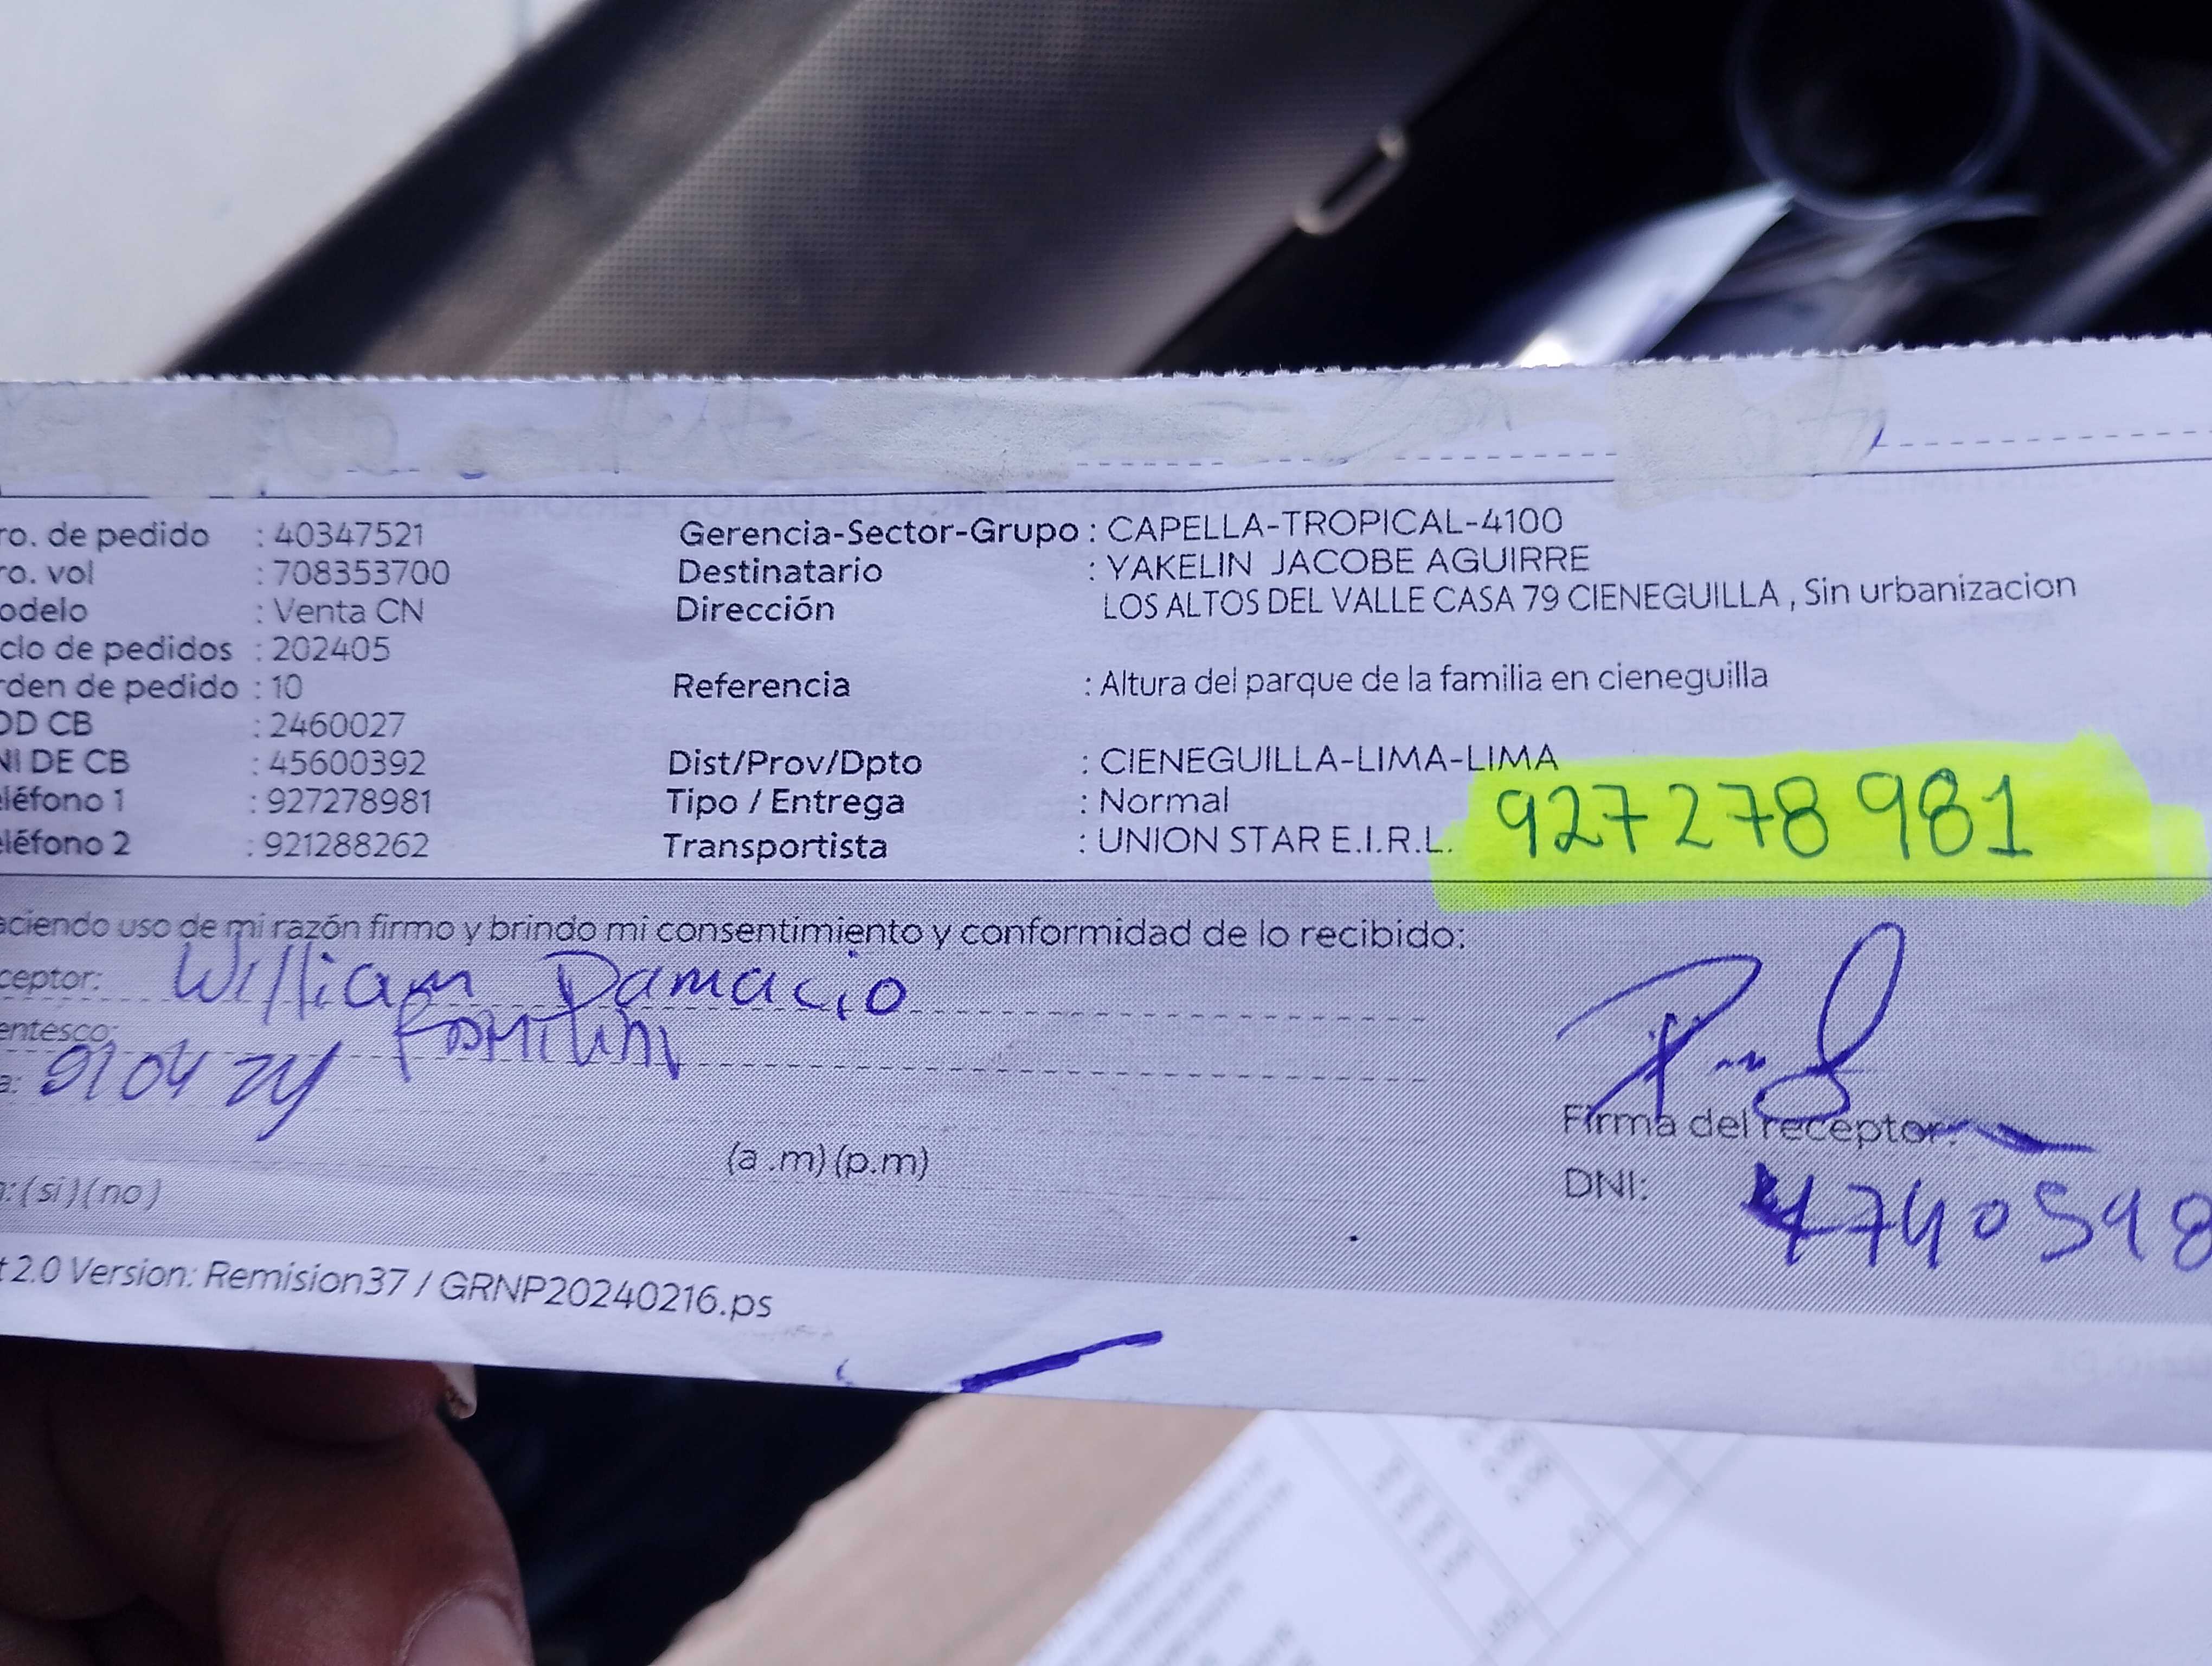 ro. de pedido : 40347521 Gerencia-Sector-Grupo : CAPELLA-TROPICAL-4100
ro. vol : 708353700 Destinatario : YAKELIN JACOBE AGUIRRE
odelo : Venta CN Dirección LOS ALTOS DEL VALLE CASA 79 CIENEGUILLA , Sin urbanizacion
clo de pedidos : 202405
rden de pedido : 10 Referencia : Altura del parque de la familia en cieneguilla
OD CB : 2460027
NI DE CB : 45600392 Dist/Prov/Dpto : CIENEGUILLA-LIMA-LIMA
eléfono 1 : 927278981 Tipo / Entrega : Normal
eléfono 2 : 921288262 Transportista : UNION STAR E.I.R.L. 927278981
aciendo uso de mi razón firmo y brindo mi consentimiento y conformidad de lo recibido:
ceptor: William Damacio
entesco:
a: 04 24
Firma del receptor:
(a .m) (p.m)
DNI: 4740598
: (si) (no)
t 2.0 Version: Remision37 / GRNP20240216.ps